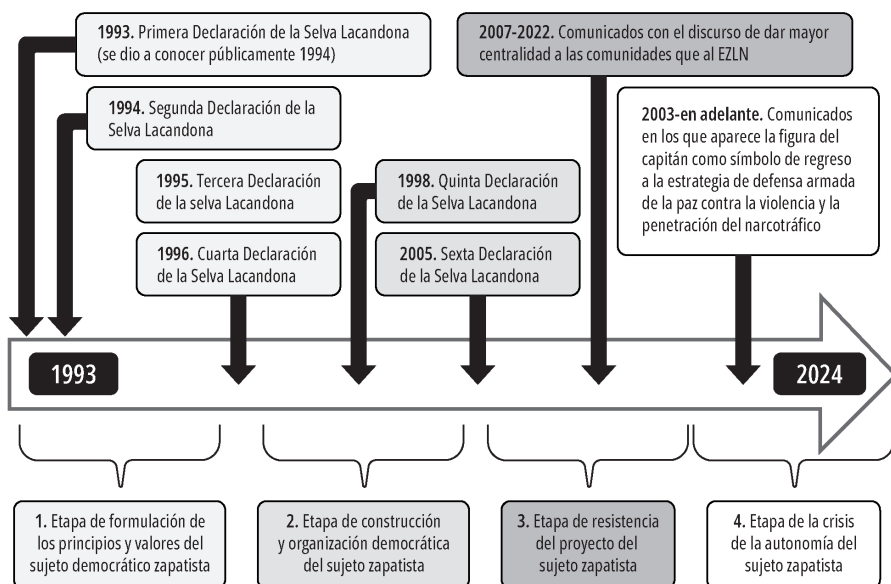 1993. Primera Declaración de la Selva Lacandona
(se dio a conocer públicamente 1994)
2007-2022. Comunicados con el discurso de dar mayor
centralidad a las comunidades que al EZLN
1994. Segunda Declaración de la
Selva Lacandona
2003-en adelante. Comunicados
en los que aparece la figura del
capitán como símbolo de regreso
a la estrategia de defensa armada
de la paz contra la violencia y la
penetración del narcotráfico
1995. Tercera Declaración
de la selva Lacandona
1998. Quinta Declaración
de la Selva Lacandona
1996. Cuarta Declaración
de la Selva Lacandona
2005. Sexta Declaración
de la Selva Lacandona
1993
2024
1. Etapa de formulación de
los principios y valores del
sujeto democrático zapatista
2. Etapa de construcción
y organización democrática
del sujeto zapatista
3. Etapa de resistencia
del proyecto del
sujeto zapatista
4. Etapa de la crisis
de la autonomía del
sujeto zapatista